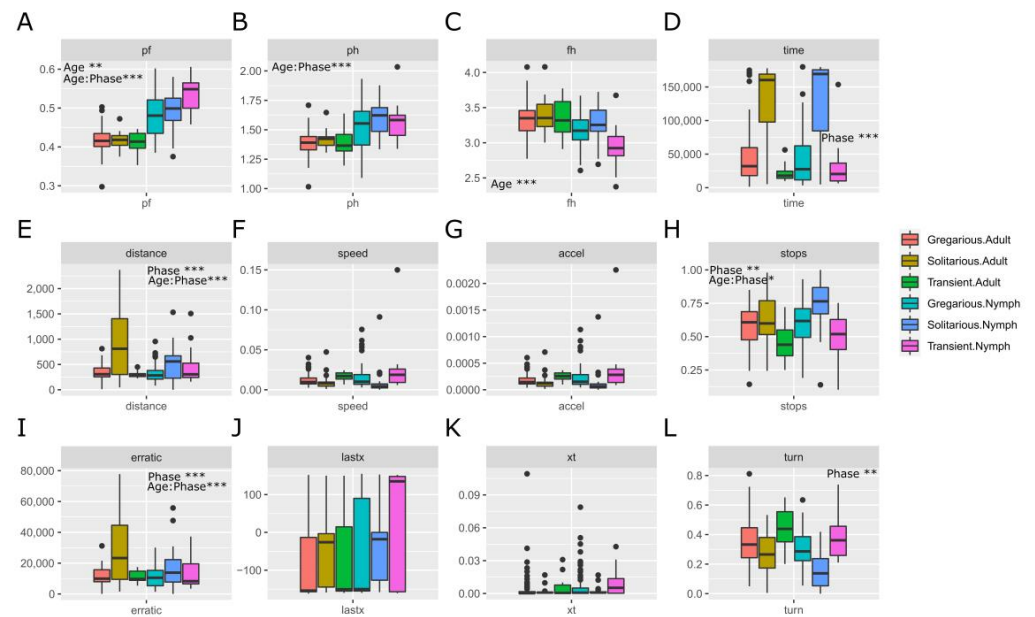 A
B
C
D
pf
ph
fh
time
Age **
Age:Phase***
Age:Phase***
Age ***
Phase ***
0.6
0.5
0.4
0.3
2.00
1.75
1.50
1.25
1.00
4.0
3.5
3.0
2.5
150,000
100,000
50,000
0
pf
ph
fh
time
E
F
G
H
distance
speed
accel
stops
Phase ***
Age:Phase***
Phase **
Age:Phase*
2,000
1,500
1,000
500
0
0.15
0.10
0.05
0.00
0.0020
0.0015
0.0010
0.0005
0.0000
1.00
0.75
0.50
0.25
distance
speed
accel
stops
Gregarious.Adult
Solitarious.Adult
Transient.Adult
Gregarious.Nymph
Solitarious.Nymph
Transient.Nymph
I
J
K
L
erratic
lastx
xt
turn
Phase ***
Age:Phase***
Phase **
80,000
60,000
40,000
20,000
0
100
0
−100
0.09
0.06
0.03
0.00
0.8
0.6
0.4
0.2
0.0
erratic
lastx
xt
turn